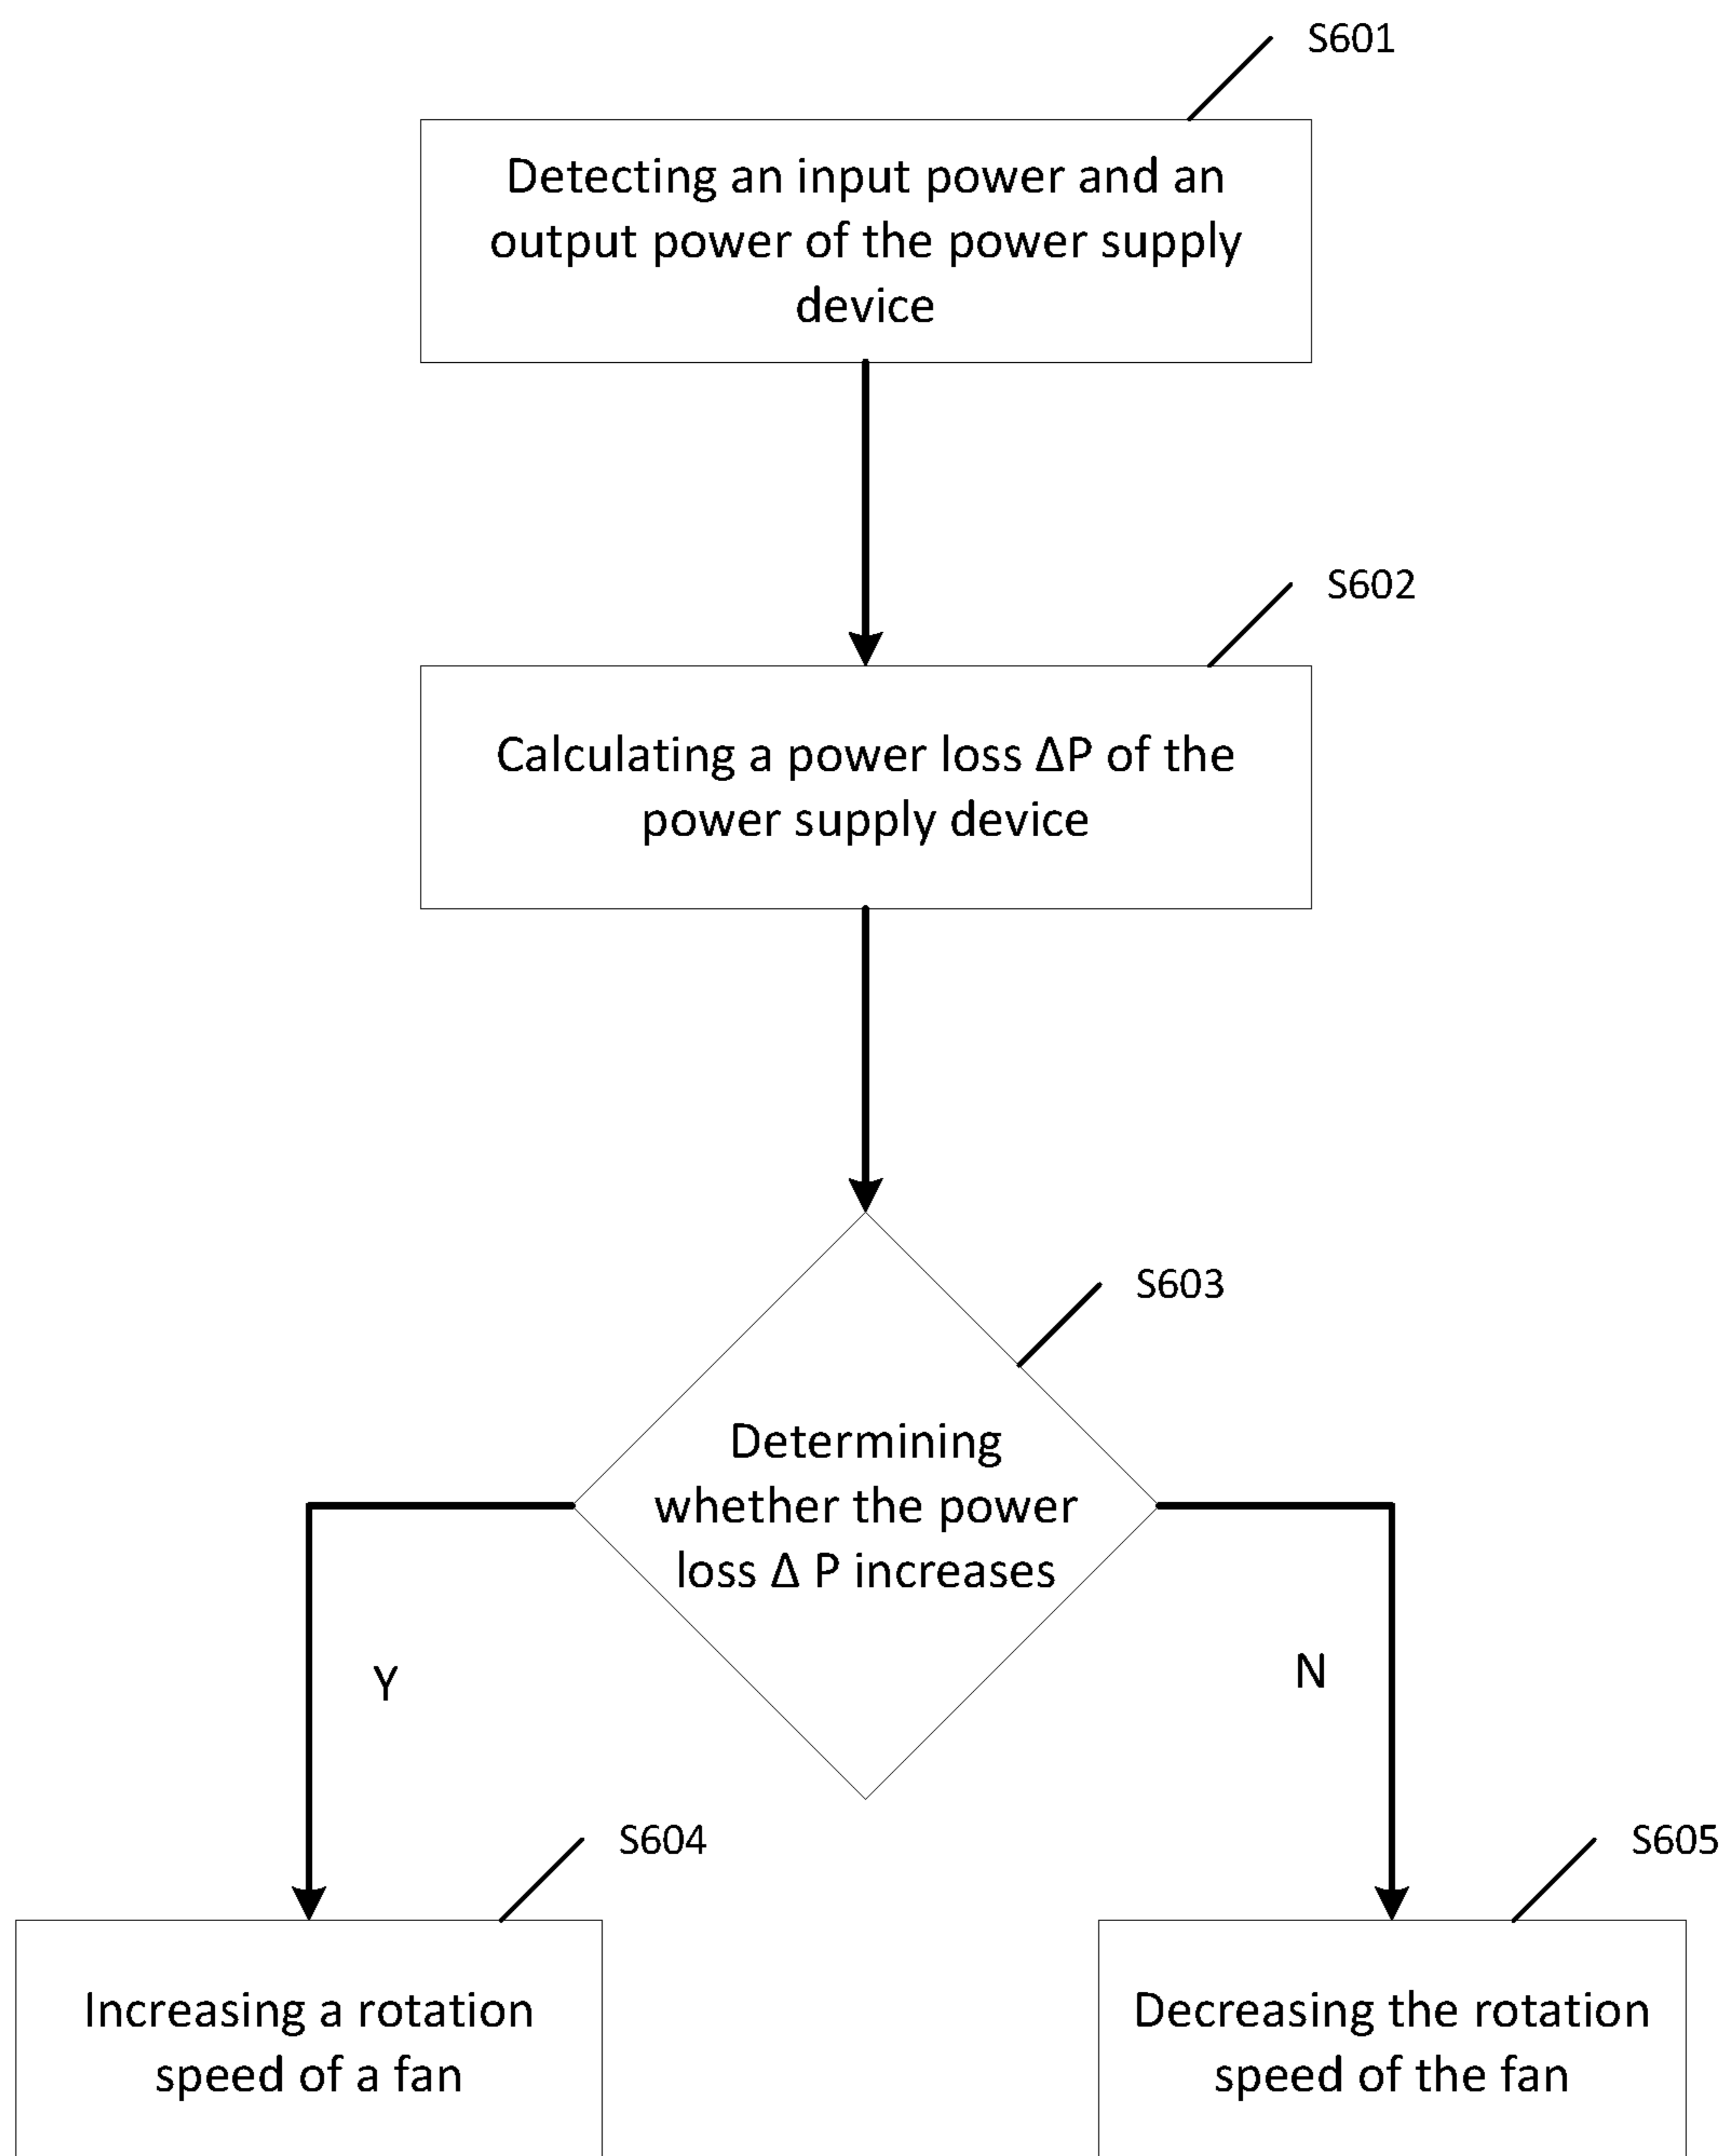 S601
Detecting an input power and an
output power of the power supply
device
S602
Calculating a power loss ΔP of the
power supply device
S603
Determining
whether the power
loss Δ P increases
Y
N
S604
S605
Increasing a rotation
speed of a fan
Decreasing the rotation
speed of the fan